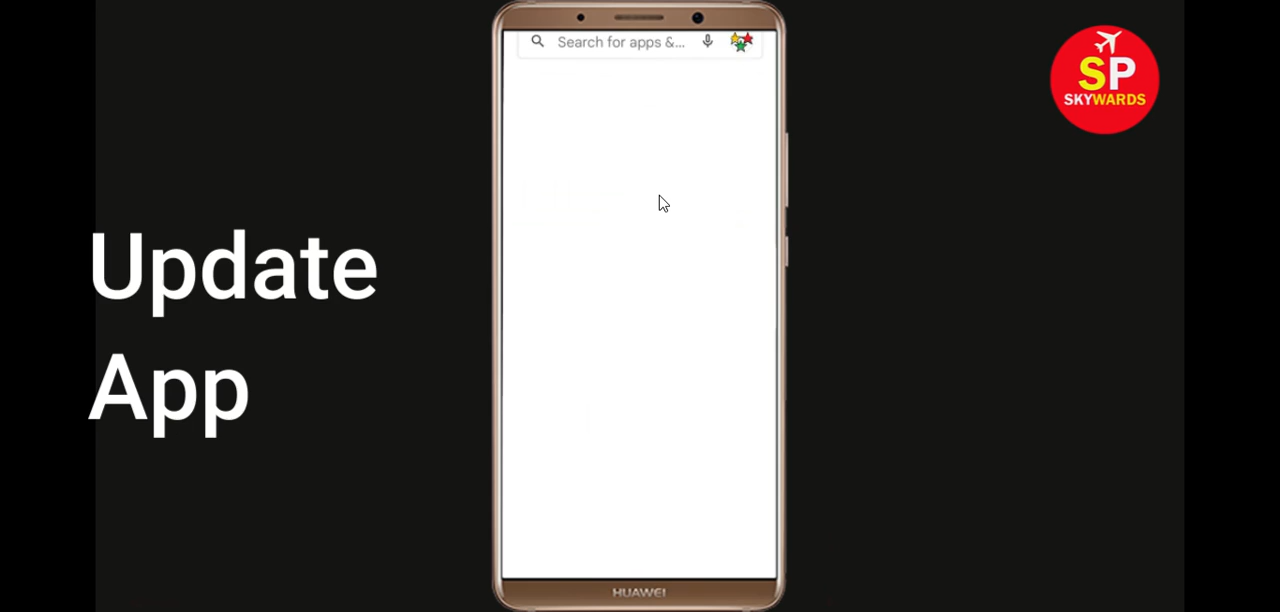 Search for apps &...
SP
SKYWARDS
Update
App
HUAWEI